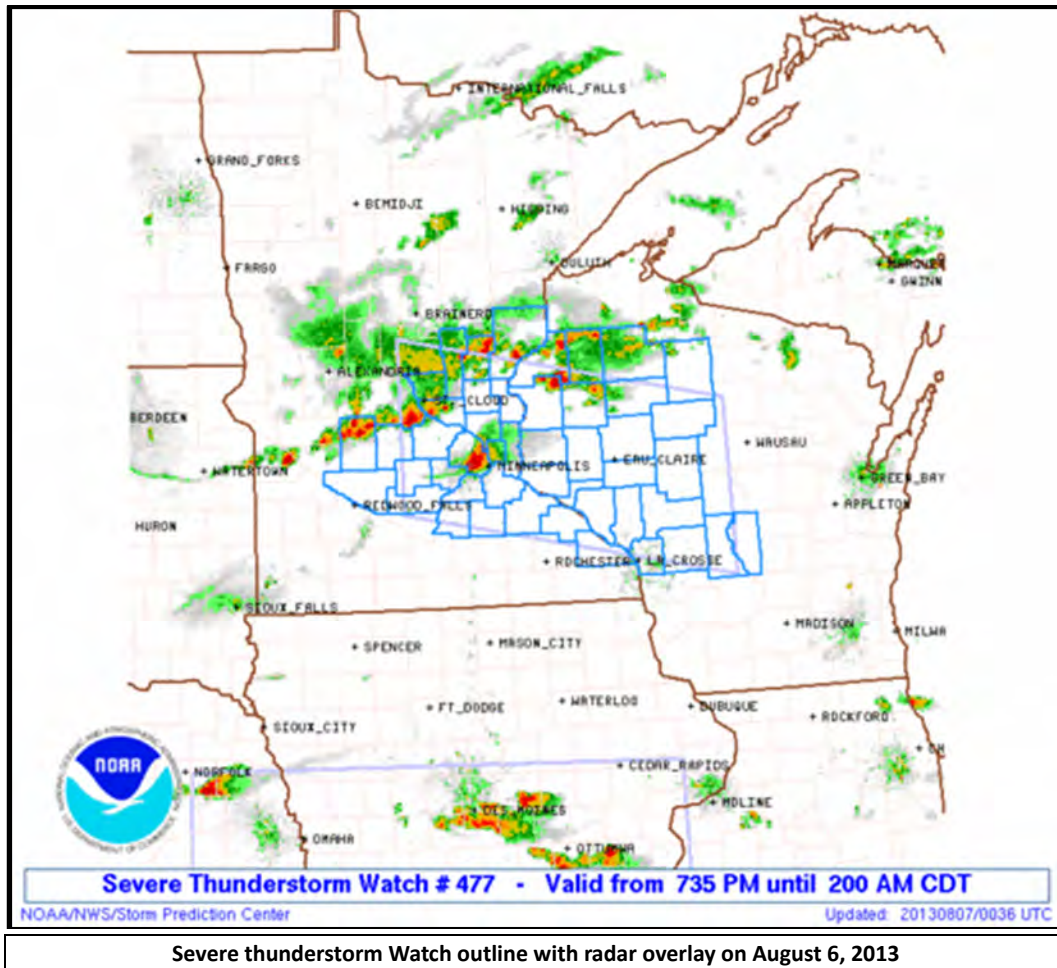 + INTERNATIONAL_FALLS
+ GRAND_FORKS
+ BEMIDJI
+ HIBBING
+ DULUTH
+ FARGO
+ GWINN
+ BRAINERD
+ ALEXANDRIA
CLOUD
BERDEEN
+ WAUSAU
+ WATERTOWN
+ MINNEAPOLIS
+ EAU_CLAIRE
+ GREEN_BAY
+ REDWOOD_FALLS
+ APPLETON
HURON
+ ROCHESTER
+ LA_CROSSE
+ SIOUX_FALLS
+ MADISON
+ MILWA
+ SPENCER
+ MASON_CITY
+ FT_DODGE
+ WATERLOO
+ DUBUQUE
+ ROCKFORD
+ SIOUX_CITY
+ CH
+ NORFOLK
+ CEDAR_RAPIDS
NOAA
+ DES_MOINES
+ MOLINE
+ OMAHA
+ OTTUMWA
Severe Thunderstorm Watch # 477 - Valid from 735 PM until 200 AM CDT
NOAA/NWS/Storm Prediction Center
Updated: 20130807/0036 UTC
Severe thunderstorm Watch outline with radar overlay on August 6, 2013